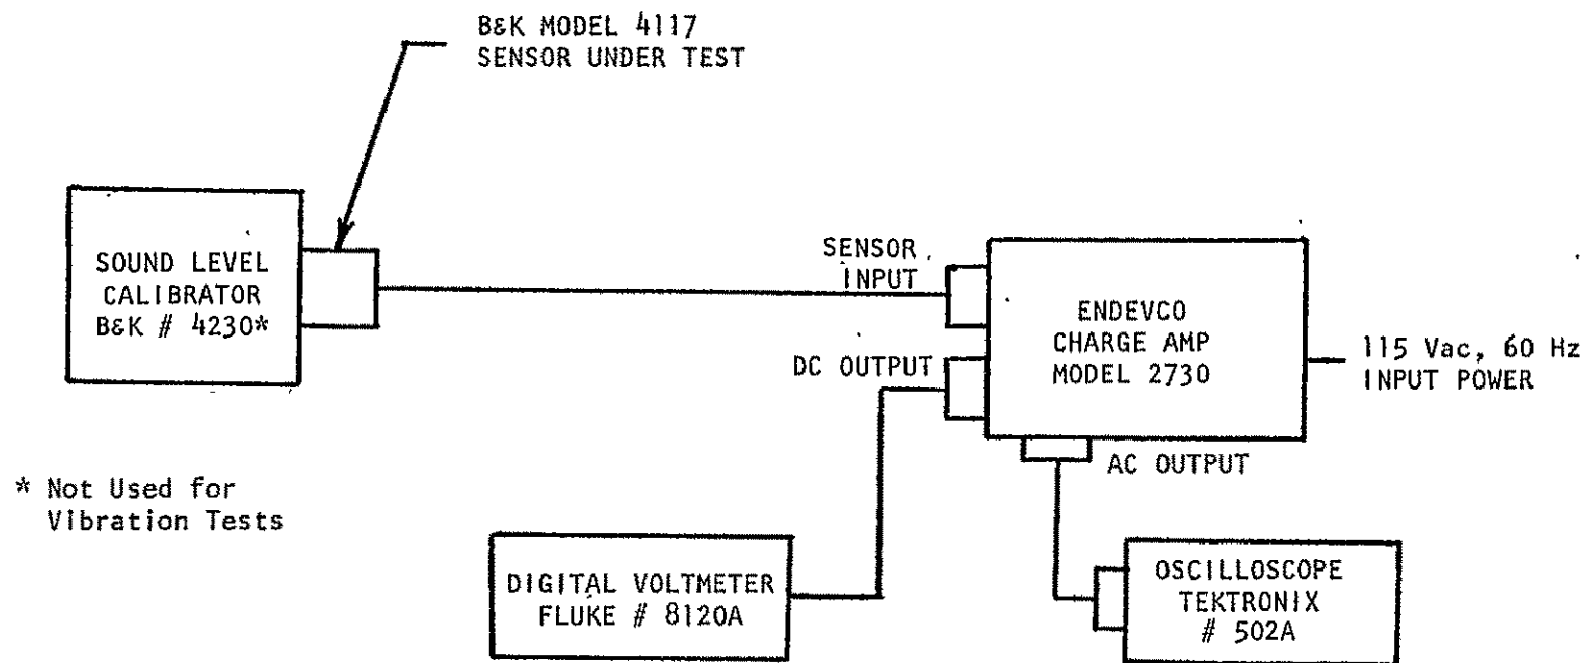 B&K MODEL 4117
SENSOR UNDER TEST
SOUND LEVEL
CALIBRATOR
B&K # 4230*
SENSOR
INPUT
ENDEVCO
CHARGE AMP
MODEL 2730
115 Vac, 60 Hz
INPUT POWER
DC OUTPUT
AC OUTPUT
* Not Used for
Vibration Tests
DIGITAL VOLTMETER
FLUKE # 8120A
OSCILLOSCOPE
TEKTRONIX
# 502A